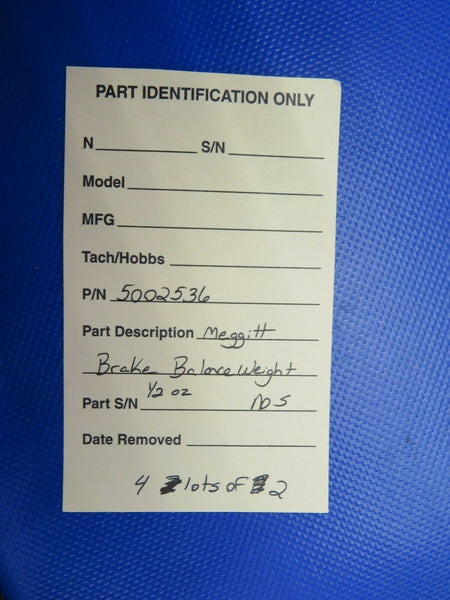 PART IDENTIFICATION ONLY
N S/N
Model
MFG
Tach/Hobbs
P/N 5002536
Part Description Meggitt
Brake Balance Weight
1/2 oz
Part S/N NS
Date Removed
4 lots of 2